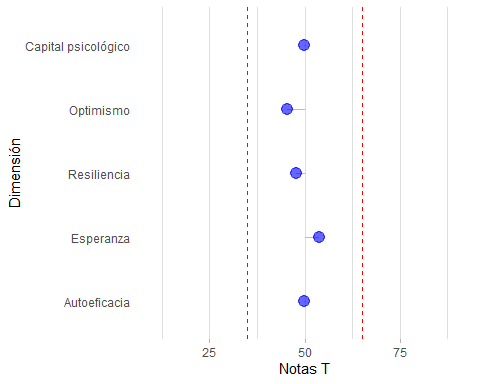 Dimensión
Capital psicológico
Optimismo
Resiliencia
Esperanza
Autoeficacia
25
50
75
Notas T